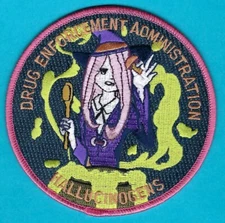 DRUG ENFORCEMENT ADMINISTRATION
HALLUCINOGENS